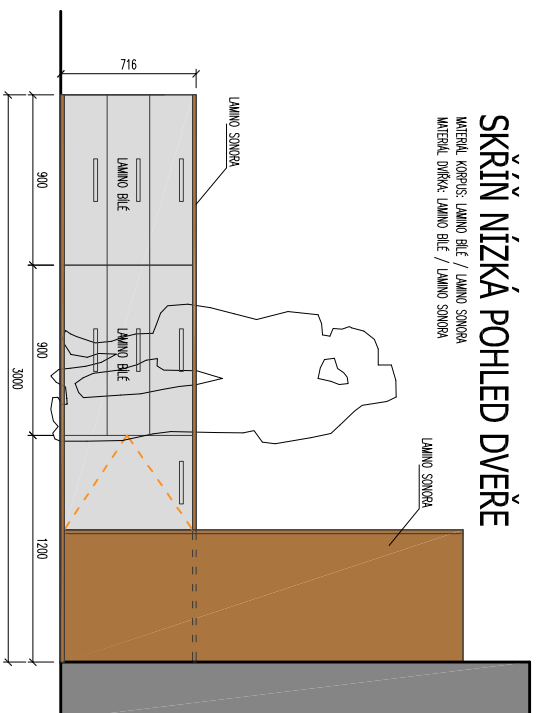 SKŘÍŇ NÍZKÁ POHLED DVEŘE
MATERIÁL KORPUS: LAMINO BÍLÉ / LAMINO SONORA
MATERIÁL DVÍŘKA: LAMINO BÍLÉ / LAMINO SONORA
LAMINO SONORA
LAMINO SONORA
716
LAMINO BÍLÉ
LAMINO BÍLÉ
900
900
1200
3000